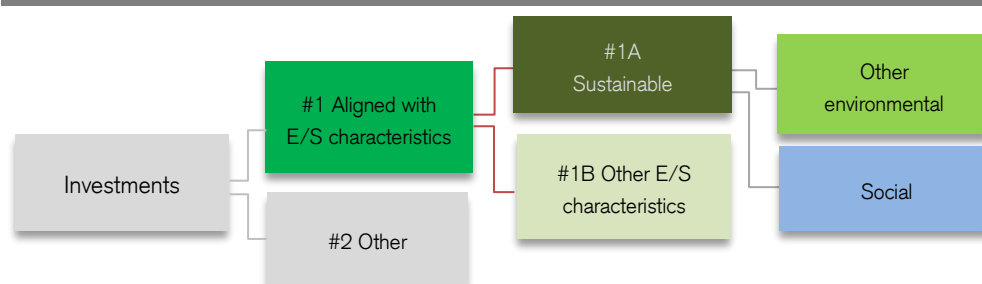 Investments
#1 Aligned with
E/S characteristics
#2 Other
#1A
Sustainable
#1B Other E/S
characteristics
Other
environmental
Social